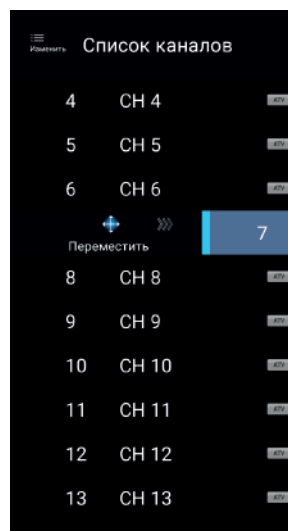 Изменить Список каналов
4 CH 4 ATV
5 CH 5 ATV
6 CH 6 ATV
Переместить 7
8 CH 8 ATV
9 CH 9 ATV
10 CH 10 ATV
11 CH 11 ATV
12 CH 12 ATV
13 CH 13 ATV